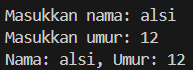 Masukkan nama: alsi
Masukkan umur: 12
Nama: alsi, Umur: 12